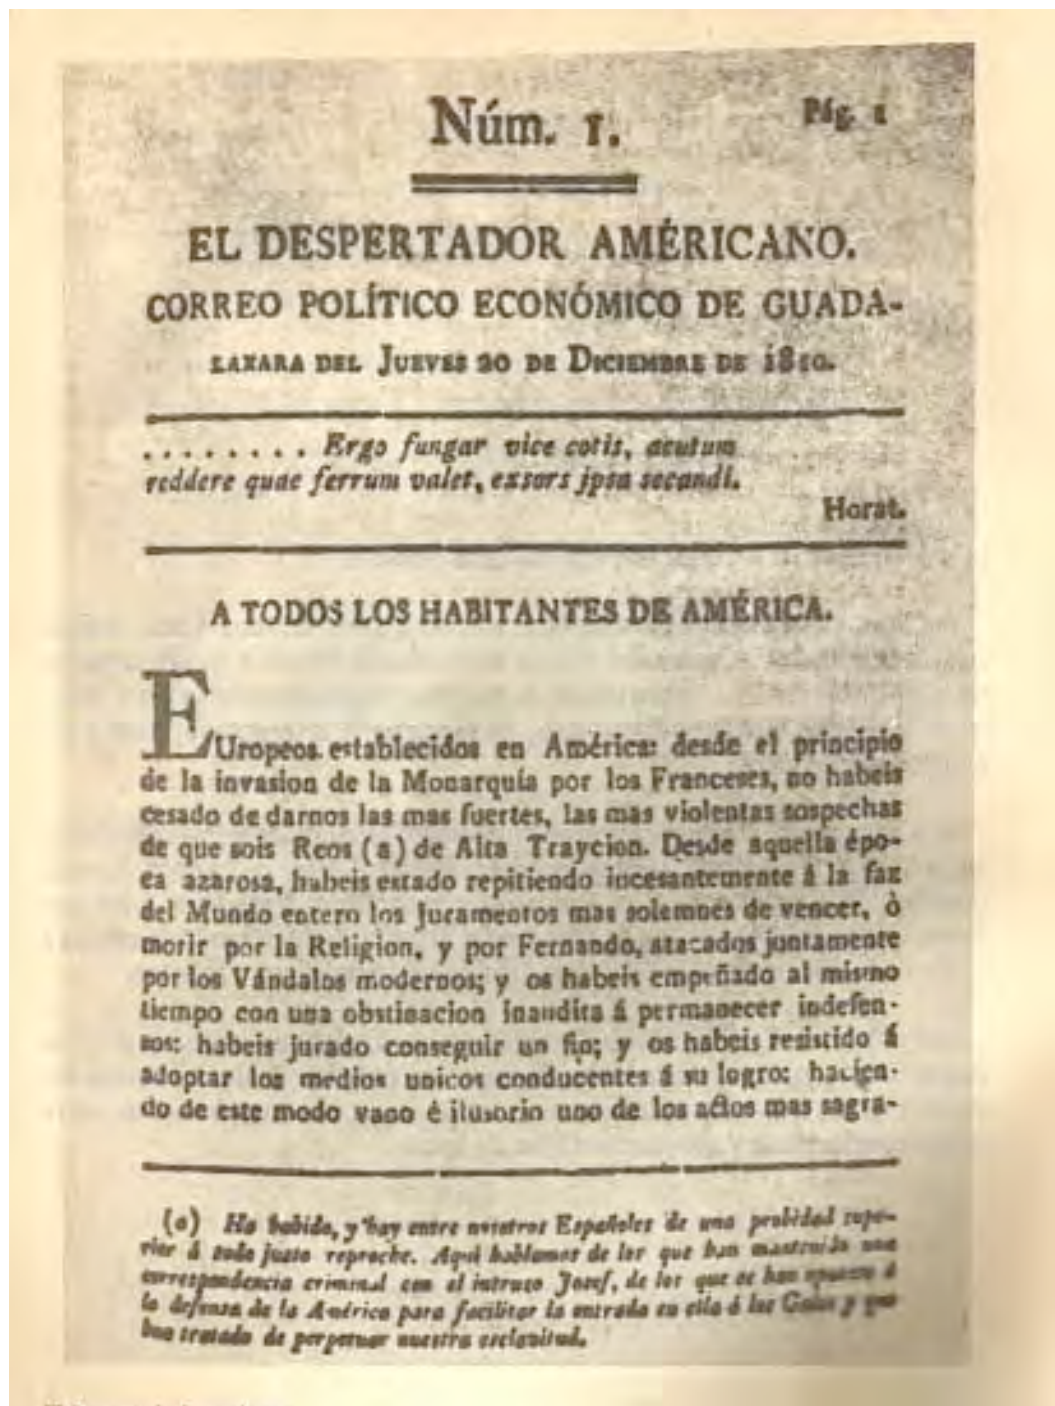 Núm. 1.
Pág. 1
EL DESPERTADOR AMÉRICANO.
CORREO POLÍTICO ECONÓMICO DE GUADA-
LAXARA DEL JUEVES 20 DE DICIEMBRE DE 1810.
. . . . . . . . Ergo fungar vice cotis, acutum
reddere quae ferrum valet, exsors jpsa secandi.
Horat.
A TODOS LOS HABITANTES DE AMÉRICA.
EUropeos establecidos en América: desde el principio
de la invasion de la Monarquía por los Franceses, no habeis
cesado de darnos las mas fuertes, las mas violentas sospechas
de que sois Reos (a) de Alta Traycion. Desde aquella épo-
ca azarosa, habeis estado repitiendo incesantemente á la faz
del Mundo entero los Juramentos mas solemnes de vencer, ò
morir por la Religion, y por Fernando, atacados juntamente
por los Vándalos modernos; y os habeis empeñado al mismo
tiempo con una obstinacion inaudita á permanecer indefen-
sos: habeis jurado conseguir un fin; y os habeis resistido á
adoptar los medios unicos conducentes á su logro: hacien-
do de este modo vano é ilusorio uno de los actos mas sagra-
(a) Ha habido, y hay entre nosotros Españoles de una probidad supe-
rior á todo justo reproche. Aquí hablamos de los que han mantenido una
correspondencia criminal con el intruso Josef, de los que se han opuesto á
la defensa de la América para facilitar la entrada en ella á los Galos y que
han tratado de perpetuar nuestra esclavitud.